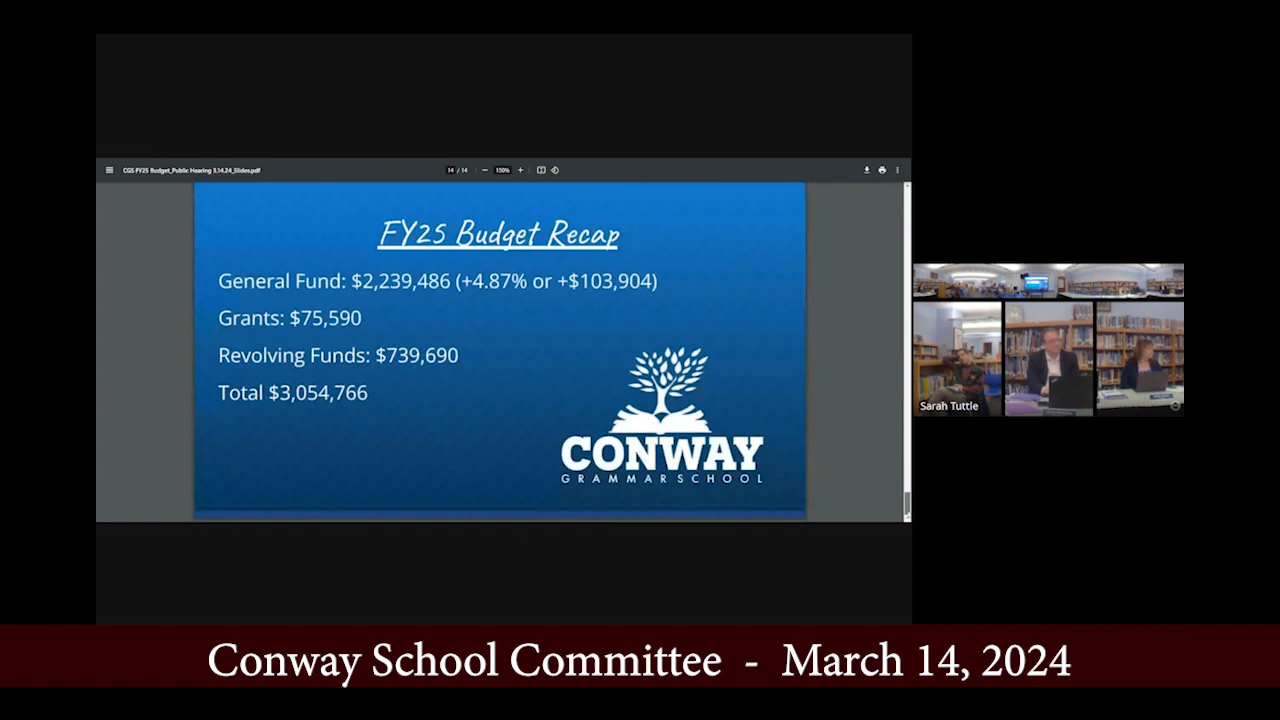 CGS FY25 Budget_Public Hearing 3.14.24_Slides.pdf
14 / 14
150%
FY25 Budget Recap
General Fund: $2,239,486 (+4.87% or +$103,904)
Grants: $75,590
Revolving Funds: $739,690
Total $3,054,766
CONWAY
GRAMMAR SCHOOL
Sarah Tuttle
Conway School Committee - March 14, 2024